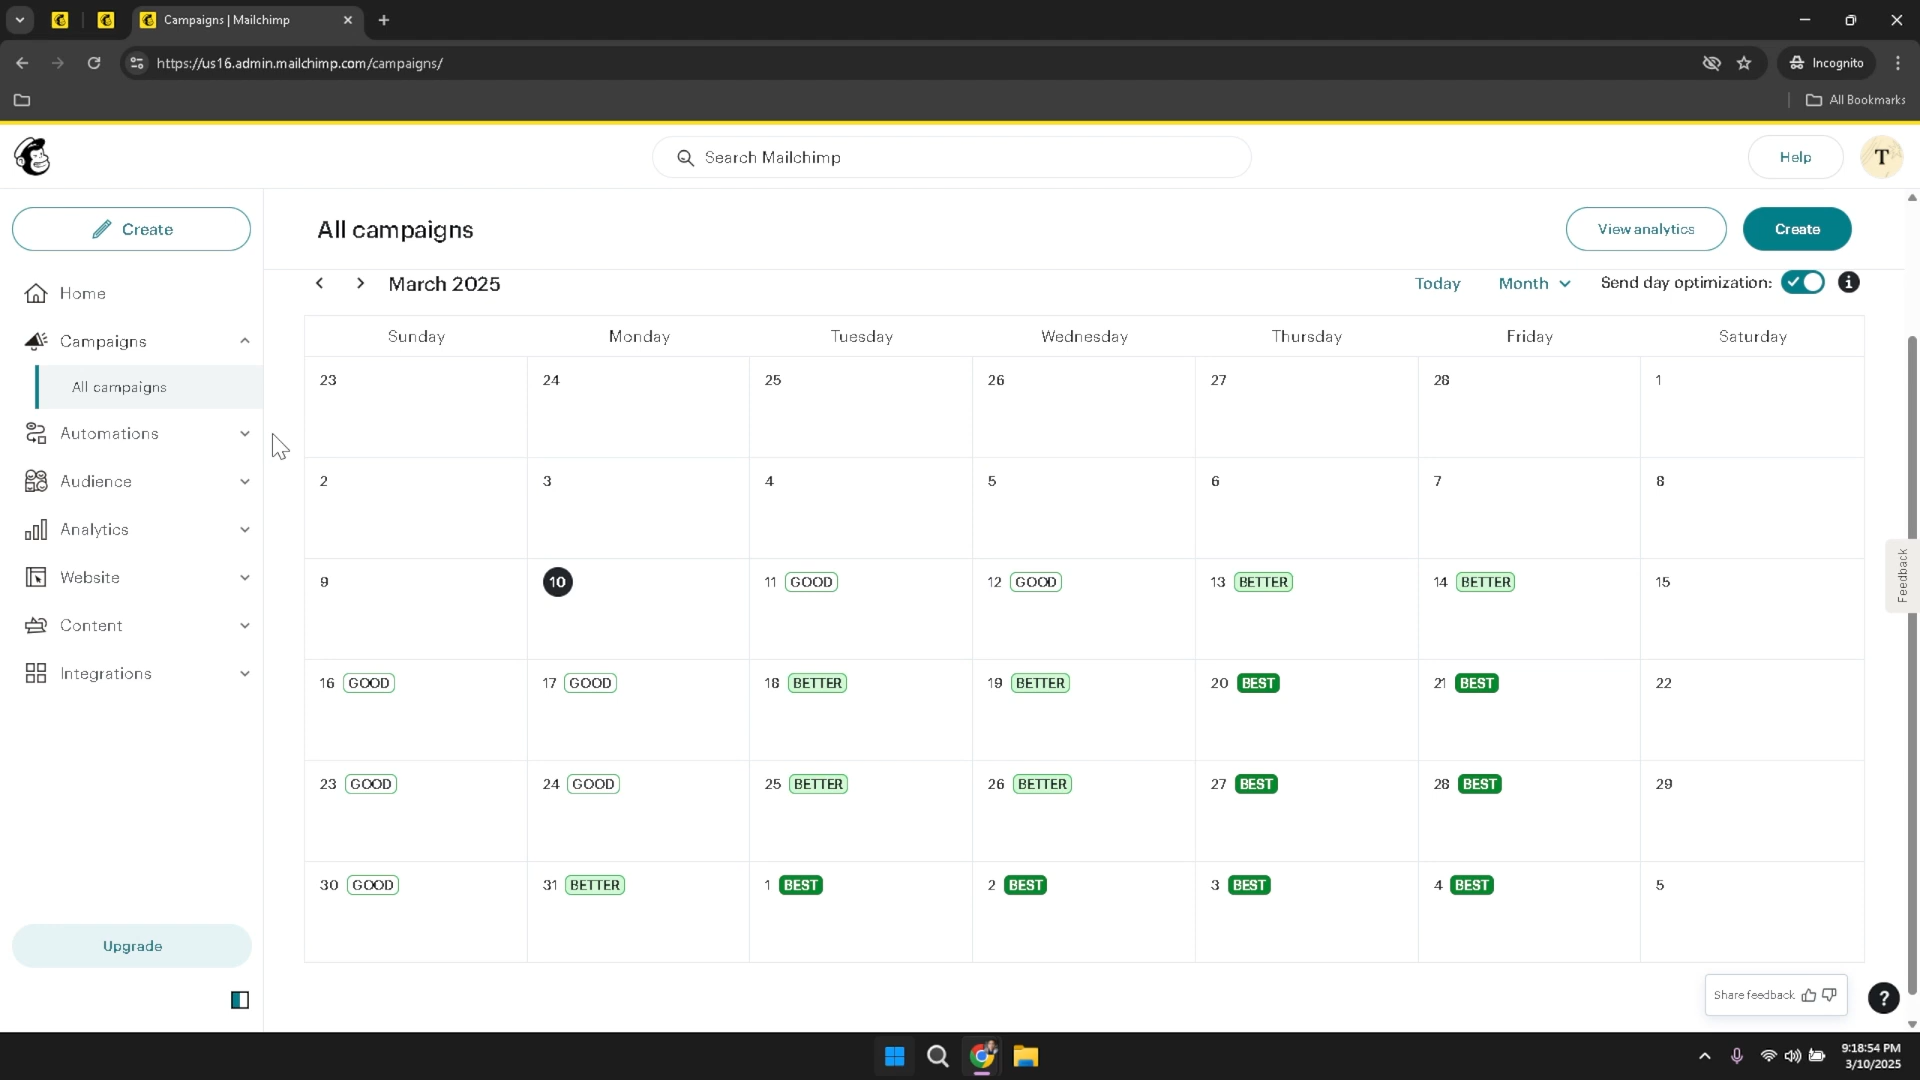 Campaigns | Mailchimp
https://us16.admin.mailchimp.com/campaigns/
Incognito
All Bookmarks
Search Mailchimp
Help
T
Create
All campaigns
View analytics
Create
Home
Campaigns
All campaigns
Automations
Audience
Analytics
Website
Content
Integrations
Upgrade
March 2025
Today
Month
Send day optimization:
Sunday Monday Tuesday Wednesday Thursday Friday Saturday
23 24 25 26 27 28 1
2 3 4 5 6 7 8
9 10 11 GOOD 12 GOOD 13 BETTER 14 BETTER 15
16 GOOD 17 GOOD 18 BETTER 19 BETTER 20 BEST 21 BEST 22
23 GOOD 24 GOOD 25 BETTER 26 BETTER 27 BEST 28 BEST 29
30 GOOD 31 BETTER 1 BEST 2 BEST 3 BEST 4 BEST 5
Feedback
Share feedback
?
9:18:54 PM
3/10/2025